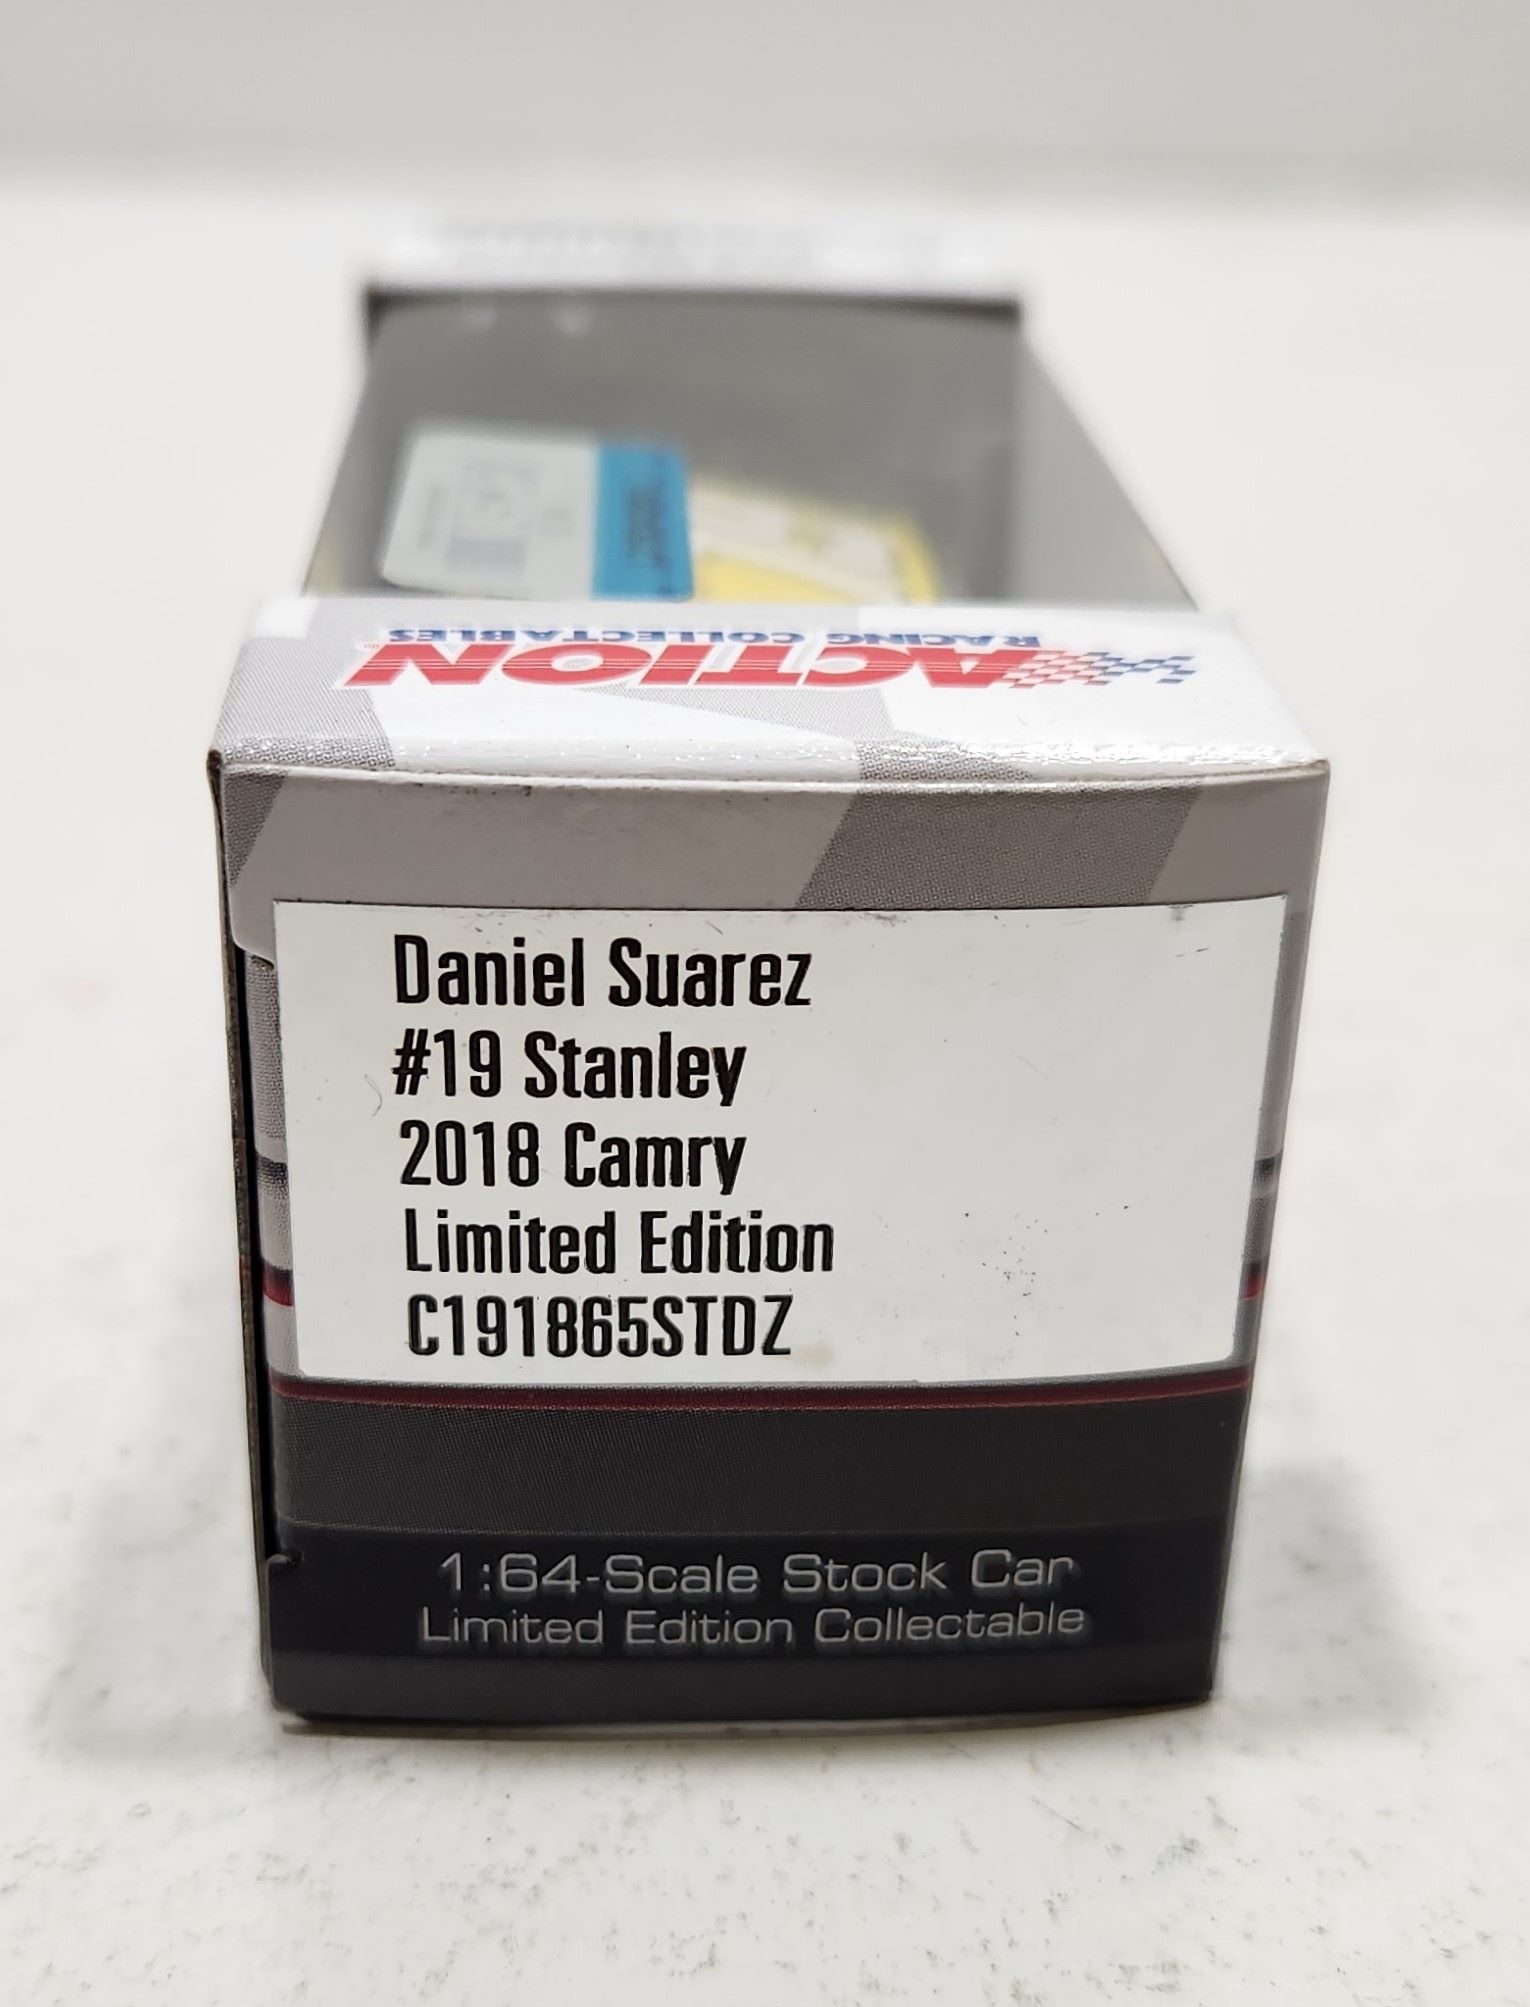 RACING COLLECTABLES
ACTION®
Daniel Suarez
#19 Stanley
2018 Camry
Limited Edition
C191865STDZ
1:64-Scale Stock Car
Limited Edition Collectable